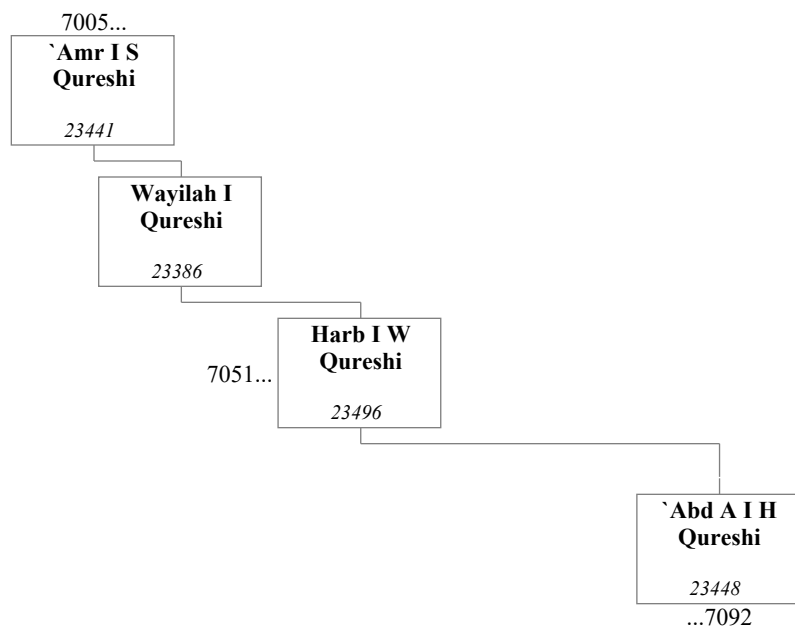 7005...
`Amr I S
Qureshi
23441
Wayilah I
Qureshi
23386
Harb I W
Qureshi
7051...
23496
`Abd A I H
Qureshi
23448
...7092